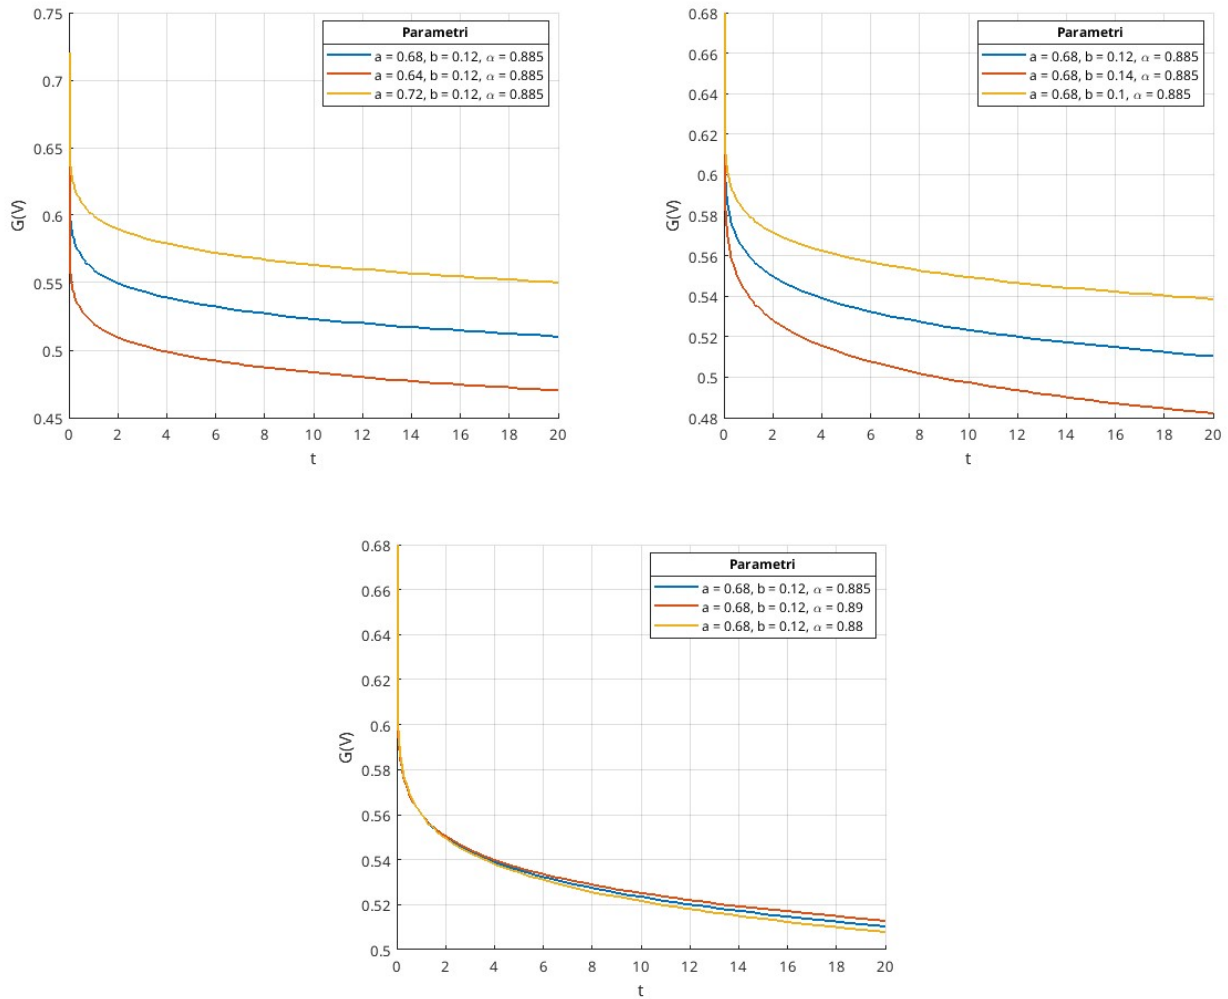 0.75
0.7
0.65
0.6
0.55
0.5
0.45
G(V)
0 2 4 6 8 10 12 14 16 18 20
t
Parametri
a = 0.68, b = 0.12, α = 0.885
a = 0.64, b = 0.12, α = 0.885
a = 0.72, b = 0.12, α = 0.885
0.68
0.66
0.64
0.62
0.6
0.58
0.56
0.54
0.52
0.5
0.48
G(V)
0 2 4 6 8 10 12 14 16 18 20
t
Parametri
a = 0.68, b = 0.12, α = 0.885
a = 0.68, b = 0.14, α = 0.885
a = 0.68, b = 0.1, α = 0.885
0.68
0.66
0.64
0.62
0.6
0.58
0.56
0.54
0.52
0.5
G(V)
0 2 4 6 8 10 12 14 16 18 20
t
Parametri
a = 0.68, b = 0.12, α = 0.885
a = 0.68, b = 0.12, α = 0.89
a = 0.68, b = 0.12, α = 0.88